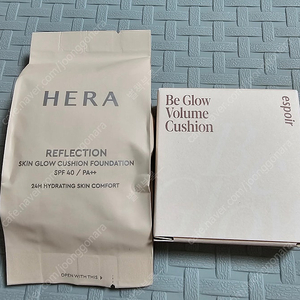 HERA
REFLECTION
SKIN GLOW CUSHION FOUNDATION
SPF 40 / PA++
24H HYDRATING SKIN COMFORT
OPEN WITH THIS
Be Glow
Volume
Cushion
espoir